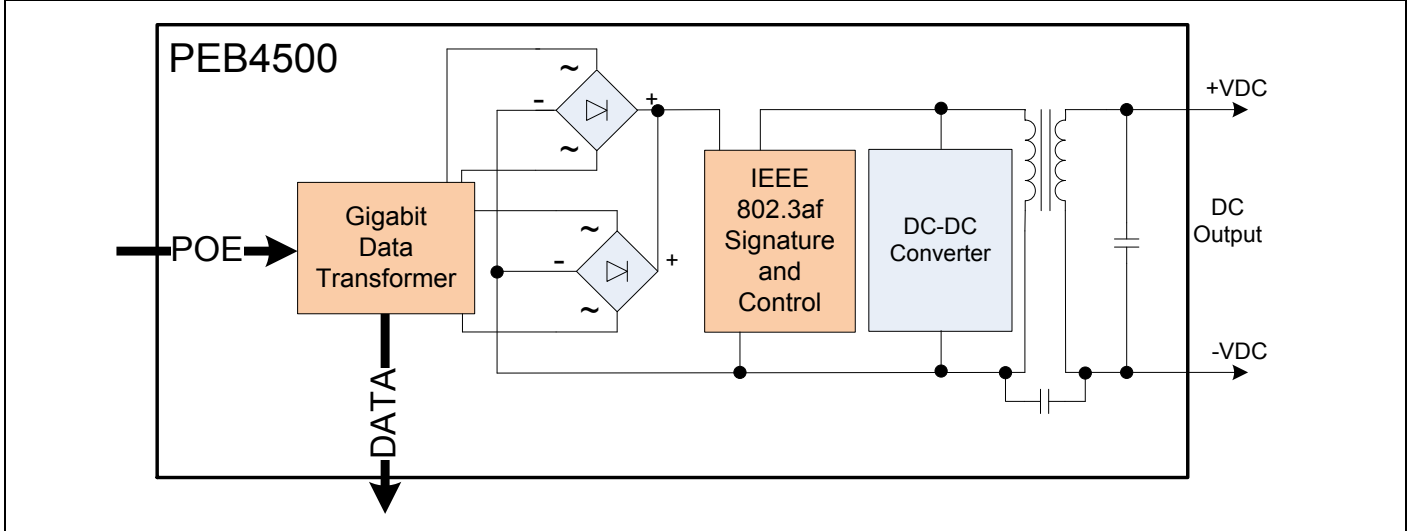 PEB4500
~
-
+
~
~
-
+
~
POE
Gigabit
Data
Transformer
DATA
IEEE
802.3af
Signature
and
Control
DC-DC
Converter
+VDC
DC
Output
-VDC